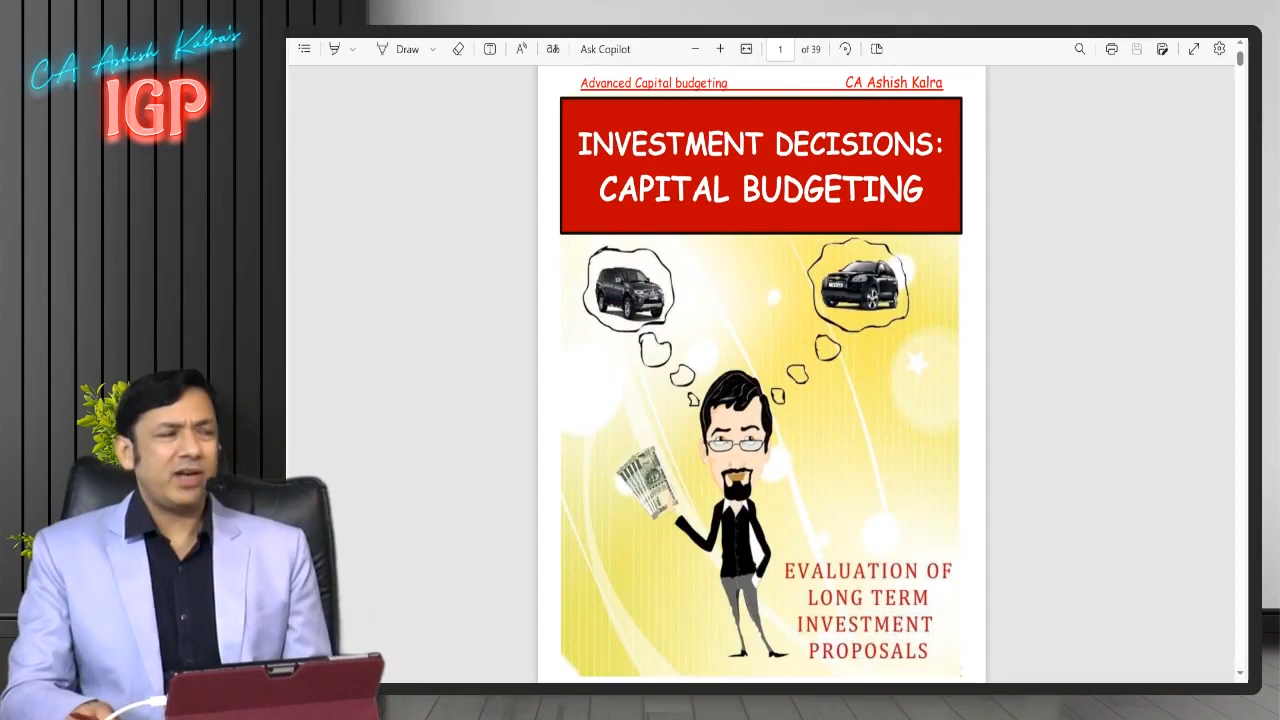 CA Ashish Kalra's
IGP
Draw
Ask Copilot
1 of 39
Advanced Capital budgeting CA Ashish Kalra
INVESTMENT DECISIONS:
CAPITAL BUDGETING
EVALUATION OF
LONG TERM
INVESTMENT
PROPOSALS